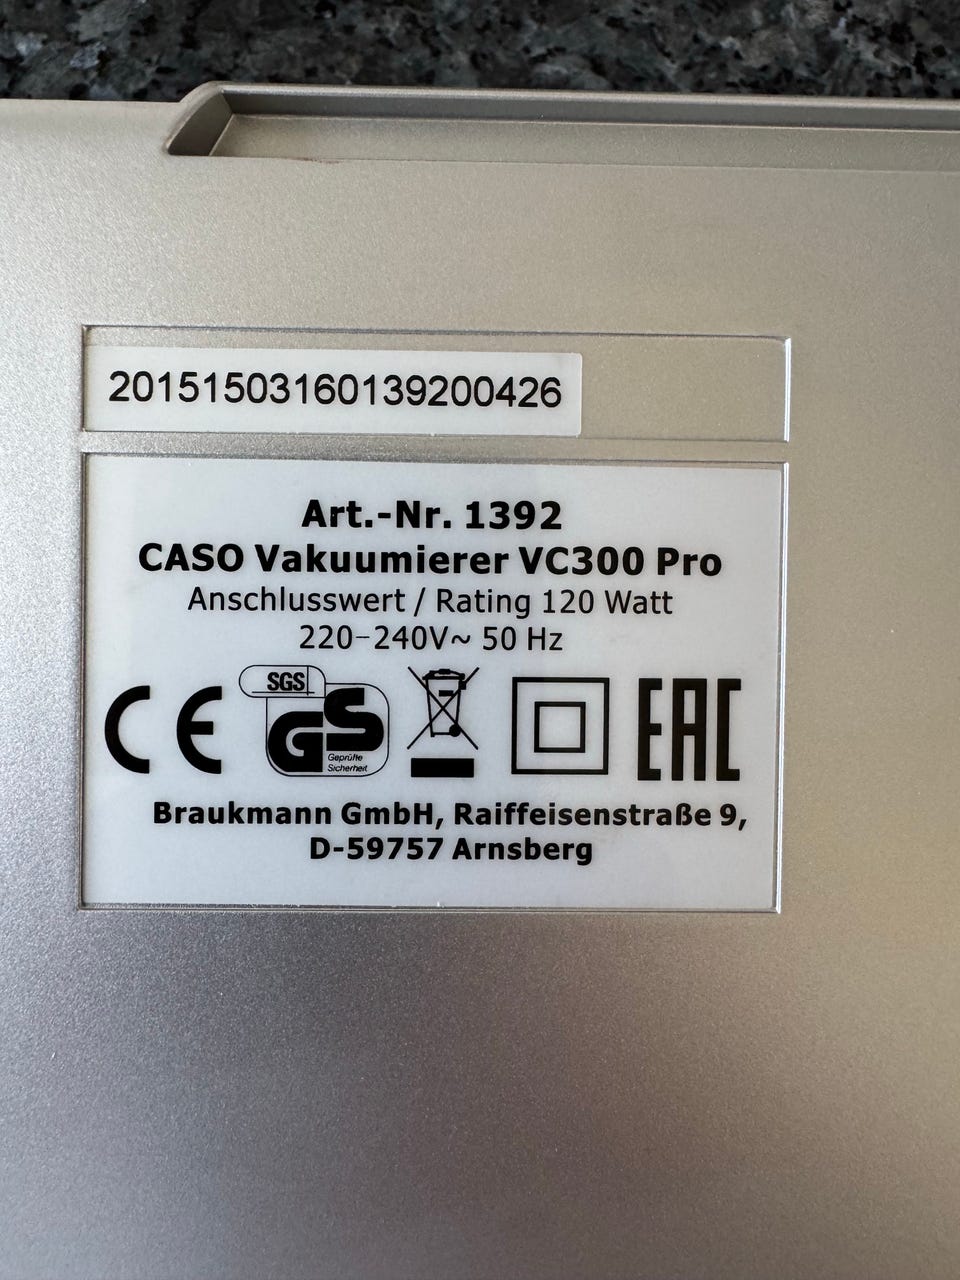 20151503160139200426
Art.-Nr. 1392
CASO Vakuumierer VC300 Pro
Anschlusswert / Rating 120 Watt
220-240V~ 50 Hz
CE
SGS
GS
Geprüfte
Sicherheit
EAC
Braukmann GmbH, Raiffeisenstraße 9,
D-59757 Arnsberg